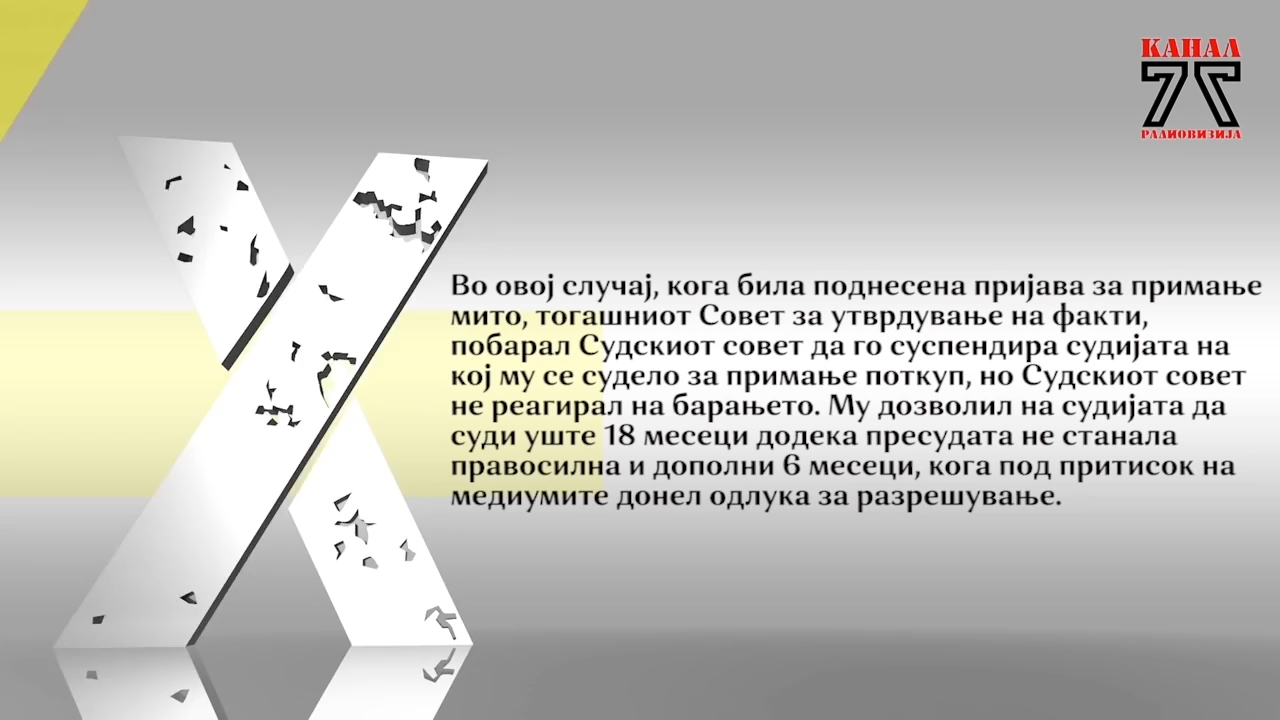 КАНАЛ
77
РАДИОВИЗИЈА
Во овој случај, кога била поднесена пријава за примање
мито, тогашниот Совет за утврдување на факти,
побарал Судскиот совет да го суспендира судијата на
кој му се судело за примање поткуп, но Судскиот совет
не реагирал на барањето. Му дозволил на судијата да
суди уште 18 месеци додека пресудата не станала
правосилна и дополни 6 месеци, кога под притисок на
медиумите донел одлука за разрешување.